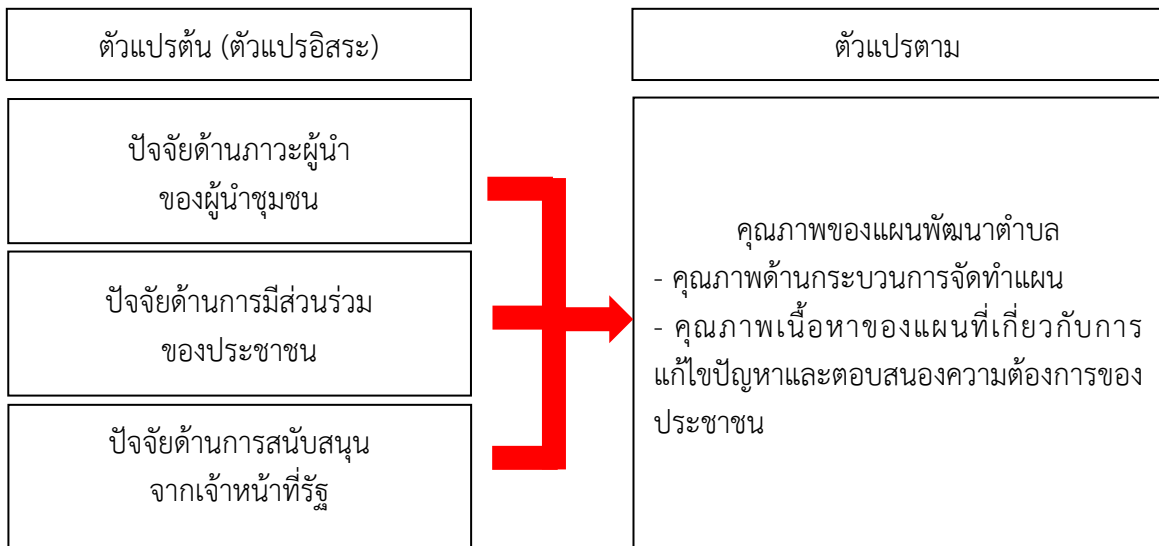 ตัวแปรต้น (ตัวแปรอิสระ)
ตัวแปรตาม
ปัจจัยด้านภาวะผู้นำ
ของผู้นำชุมชน
ปัจจัยด้านการมีส่วนร่วม
ของประชาชน
ปัจจัยด้านการสนับสนุน
จากเจ้าหน้าที่รัฐ
คุณภาพของแผนพัฒนาตำบล
- คุณภาพด้านกระบวนการจัดทำแผน
- คุณภาพเนื้อหาของแผนที่เกี่ยวกับการ
แก้ไขปัญหาและตอบสนองความต้องการของ
ประชาชน